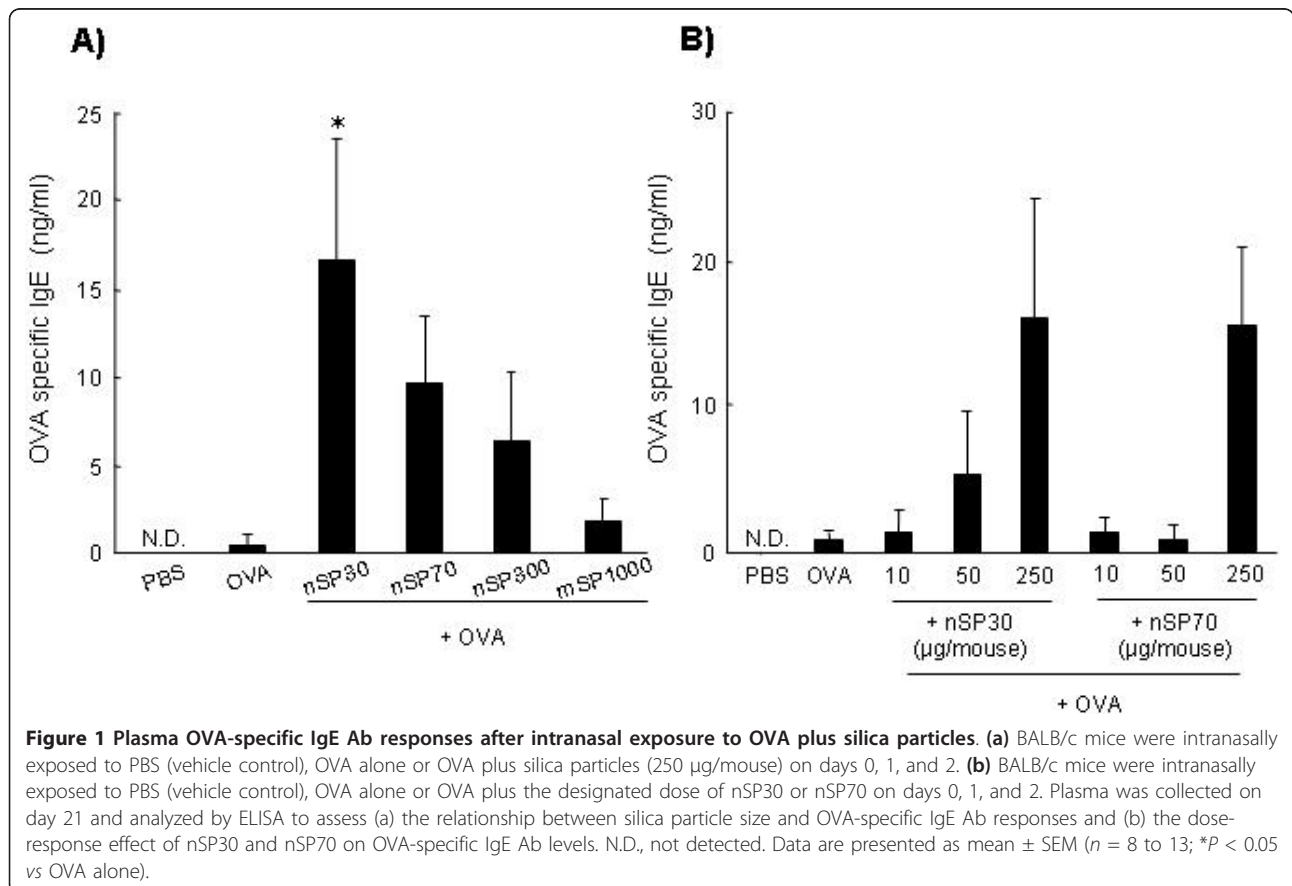 A)
OVA specific IgE (ng/ml)
25
20
15
10
5
0
*
N.D.
PBS
OVA
nSP30
nSP70
nSP300
mSP1000
+ OVA
B)
OVA specific IgE (ng/ml)
30
20
10
0
N.D.
PBS OVA 10 50 250 10 50 250
+ nSP30 + nSP70
(µg/mouse) (µg/mouse)
+ OVA
Figure 1 Plasma OVA-specific IgE Ab responses after intranasal exposure to OVA plus silica particles. (a) BALB/c mice were intranasally
exposed to PBS (vehicle control), OVA alone or OVA plus silica particles (250 µg/mouse) on days 0, 1, and 2. (b) BALB/c mice were intranasally
exposed to PBS (vehicle control), OVA alone or OVA plus the designated dose of nSP30 or nSP70 on days 0, 1, and 2. Plasma was collected on
day 21 and analyzed by ELISA to assess (a) the relationship between silica particle size and OVA-specific IgE Ab responses and (b) the dose-
response effect of nSP30 and nSP70 on OVA-specific IgE Ab levels. N.D., not detected. Data are presented as mean ± SEM (n = 8 to 13; *P < 0.05
vs OVA alone).